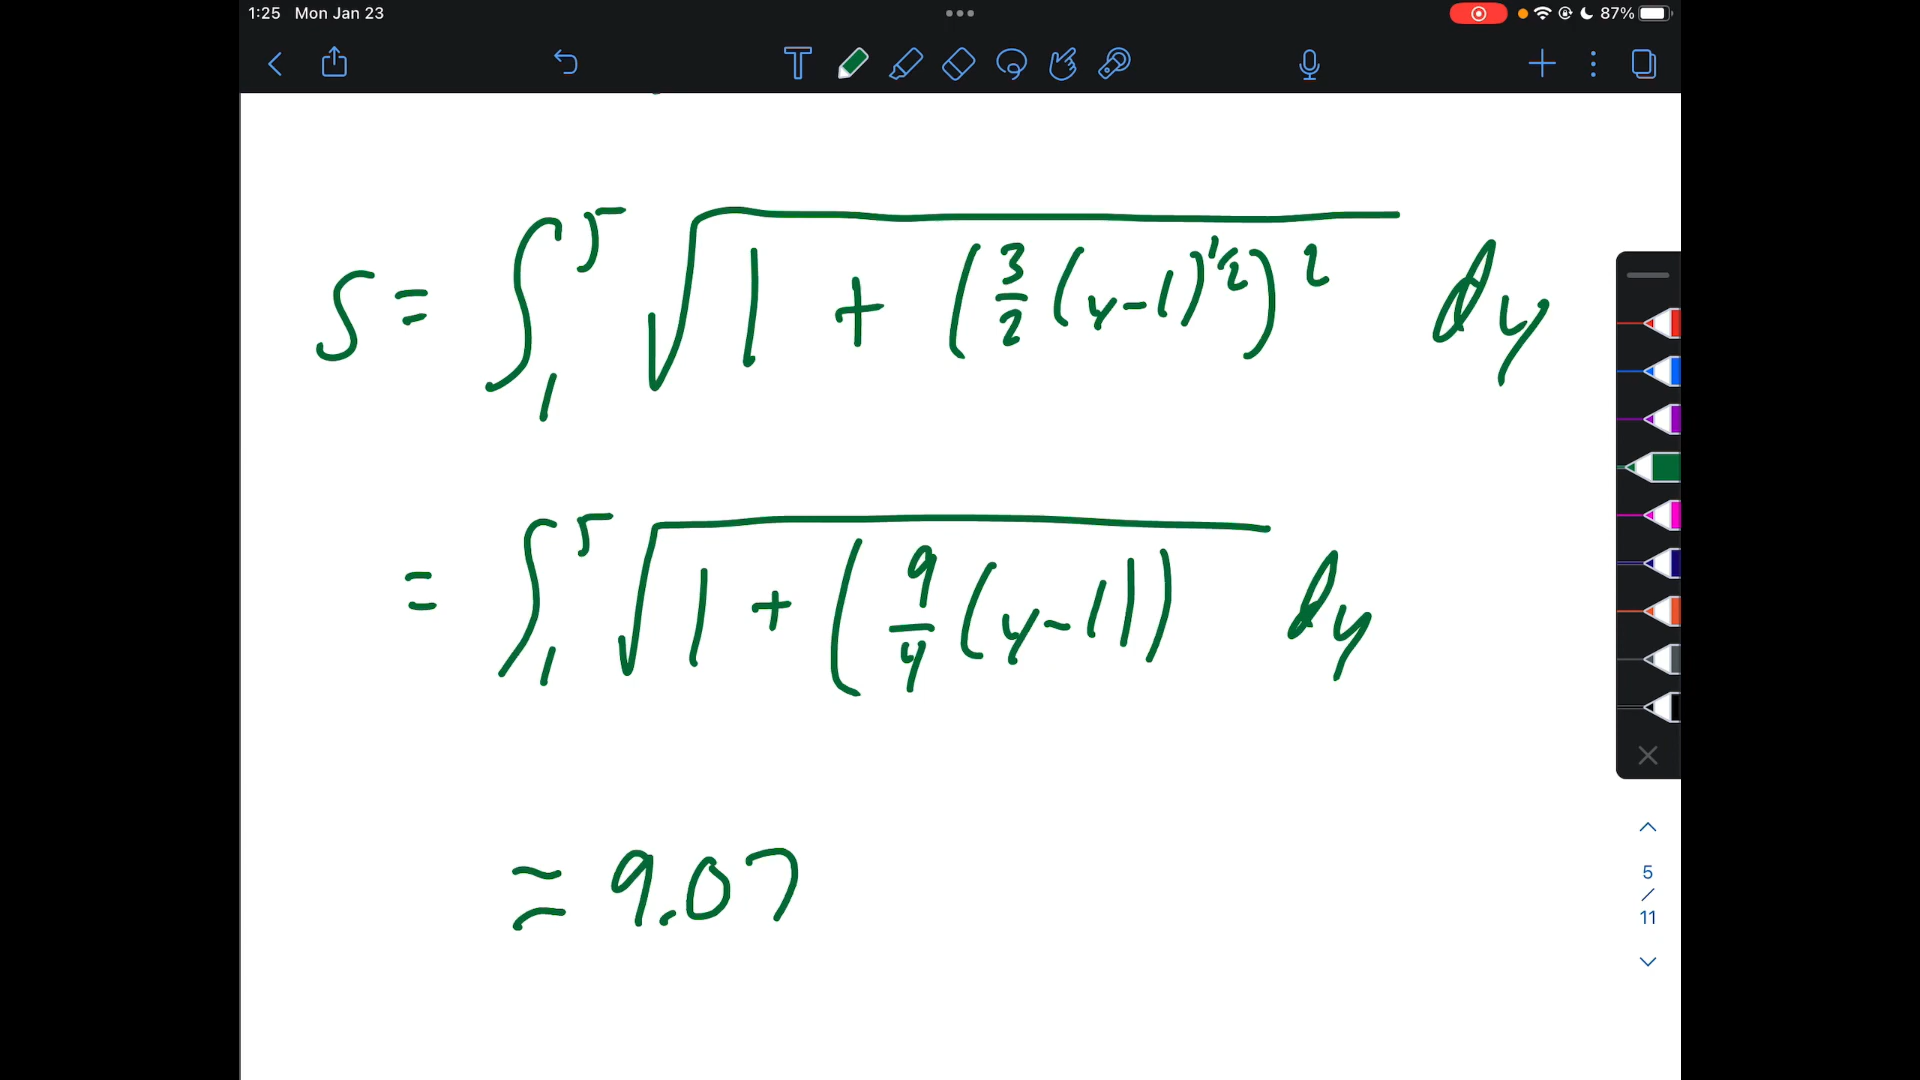 1:25 Mon Jan 23 87%
T
S = ∫₁⁵ √(1 + (3/2 (y-1)^1/2)²) dy
= ∫₁⁵ √(1 + (9/4 (y-1))) dy
≈ 9.07
5
/
11